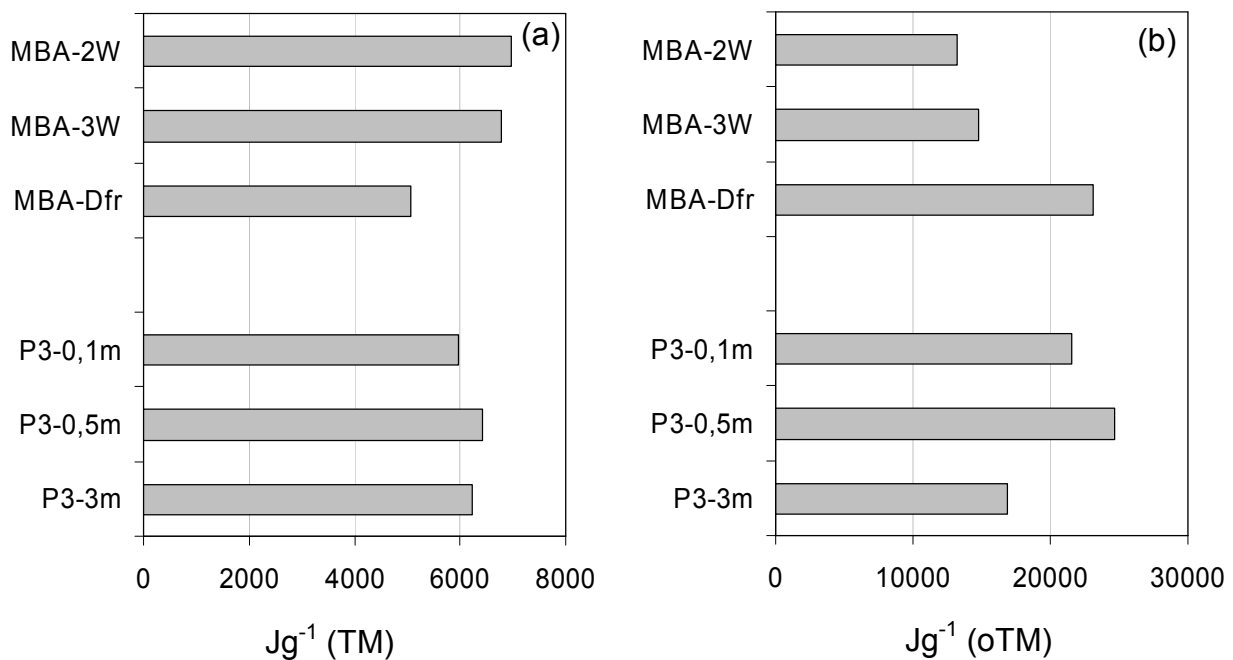 (a)
MBA-2W
MBA-3W
MBA-Dfr
P3-0,1m
P3-0,5m
P3-3m
0 2000 4000 6000 8000
Jg⁻¹ (TM)
(b)
MBA-2W
MBA-3W
MBA-Dfr
P3-0,1m
P3-0,5m
P3-3m
0 10000 20000 30000
Jg⁻¹ (oTM)